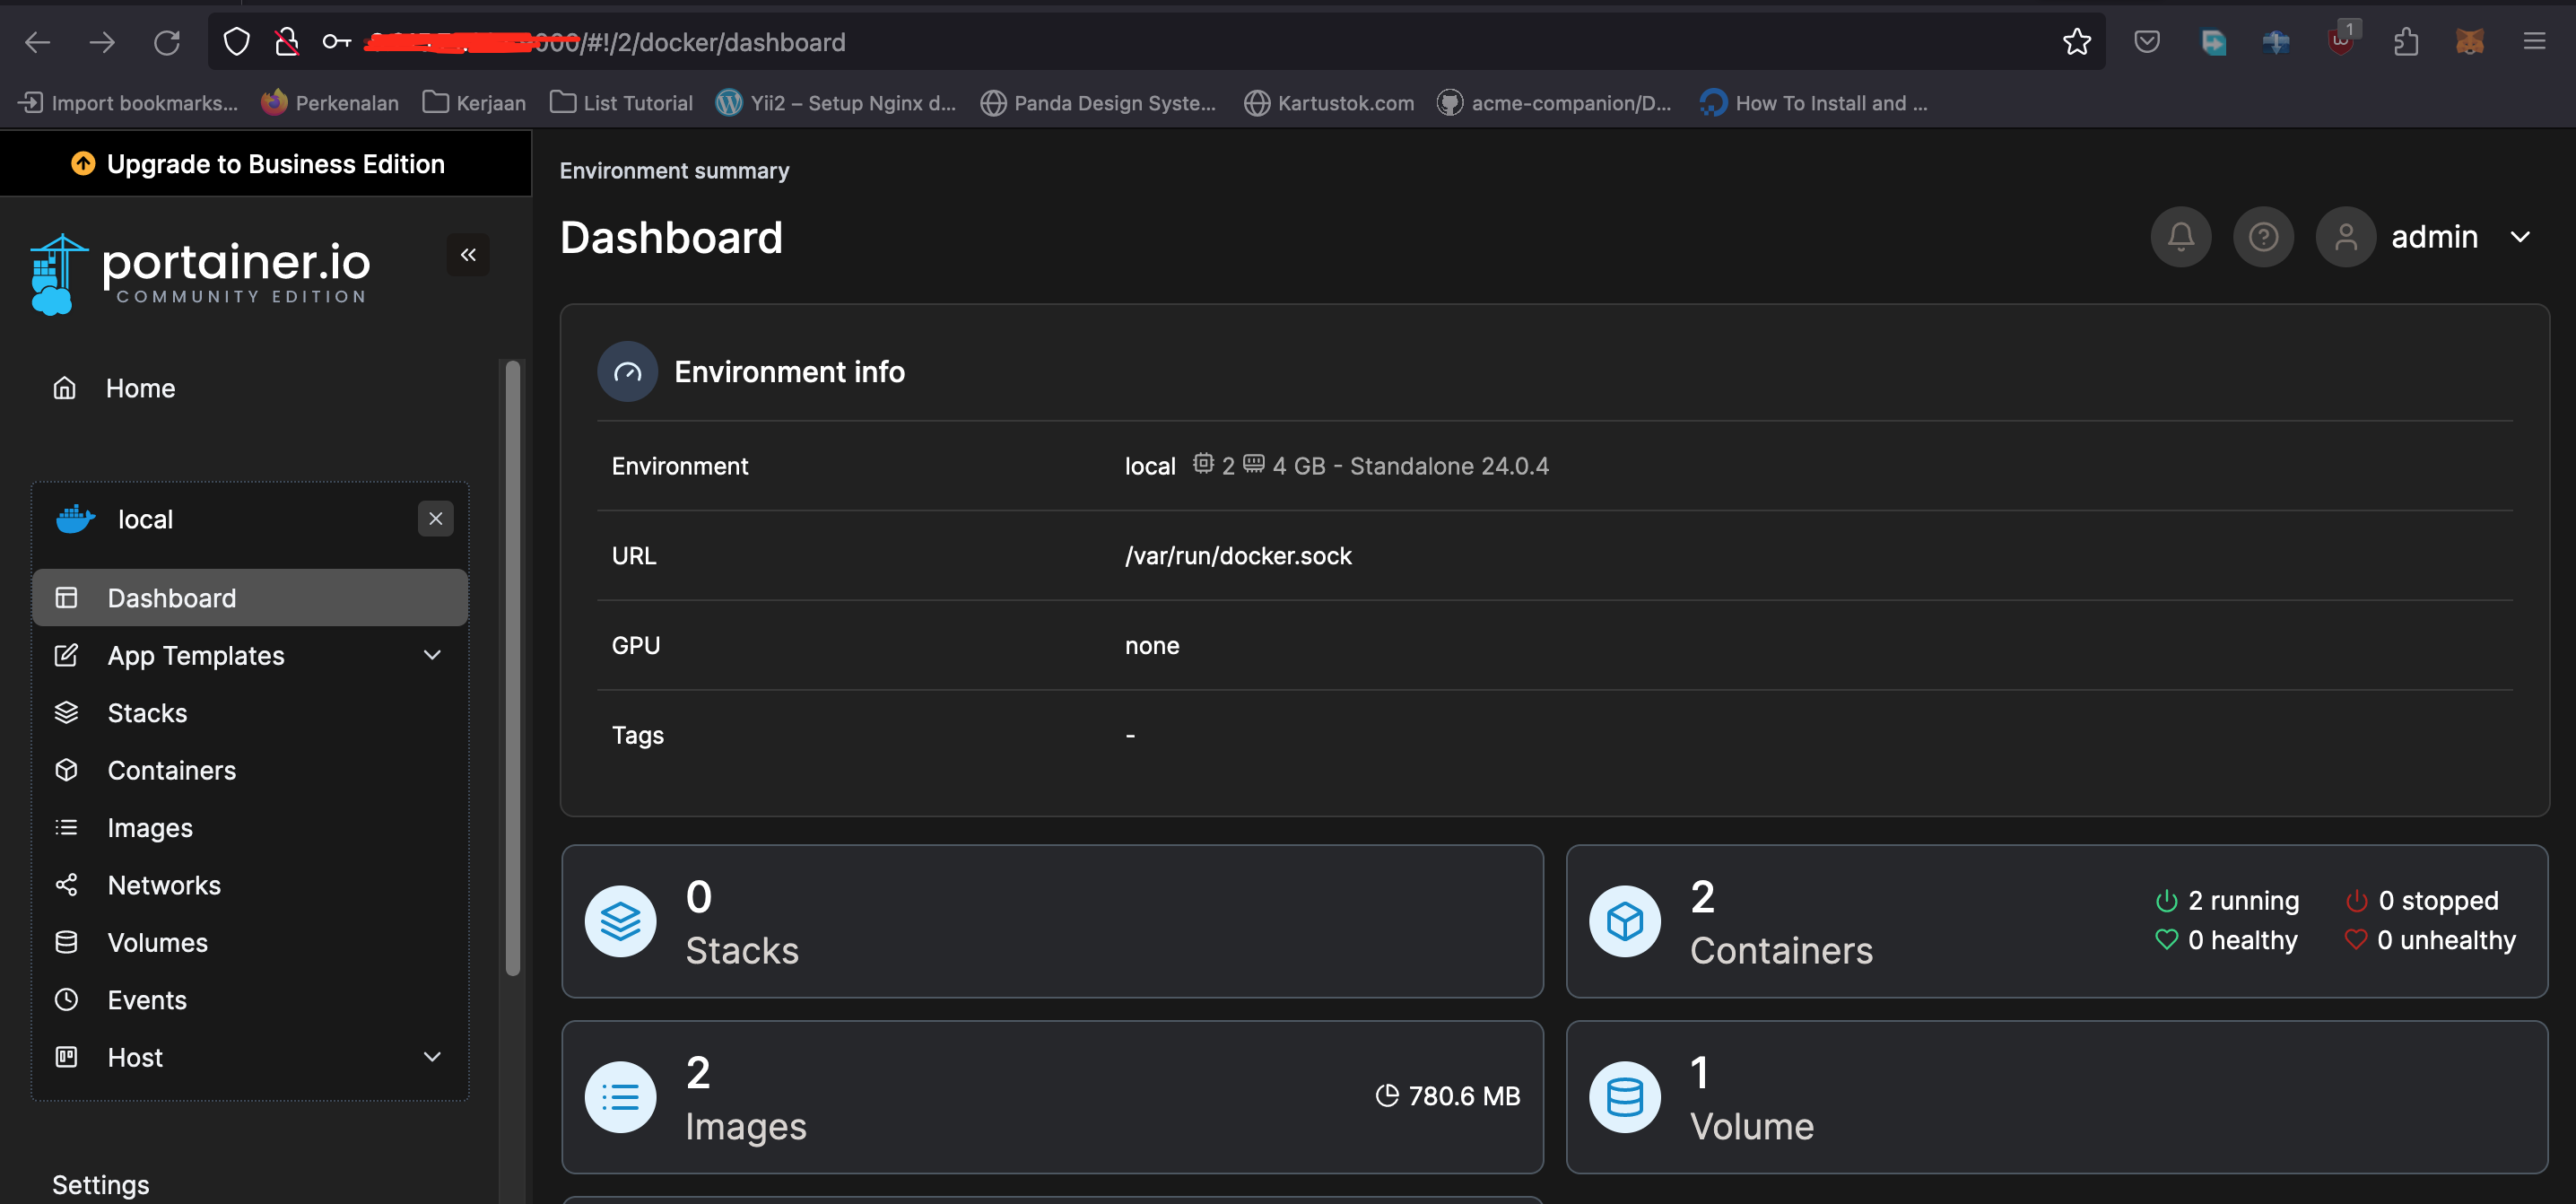 /#!/2/docker/dashboard
1
Import bookmarks...
Perkenalan
Kerjaan
List Tutorial
Yii2 – Setup Nginx d...
Panda Design Syste...
Kartustok.com
acme-companion/D...
How To Install and ...
Upgrade to Business Edition
portainer.io
COMMUNITY EDITION
Home
local
Dashboard
App Templates
Stacks
Containers
Images
Networks
Volumes
Events
Host
Settings
Environment summary
Dashboard
admin
Environment info
Environment local 2 4 GB - Standalone 24.0.4
URL /var/run/docker.sock
GPU none
Tags -
0
Stacks
2
Containers
2 running 0 stopped
0 healthy 0 unhealthy
2
Images
780.6 MB
1
Volume